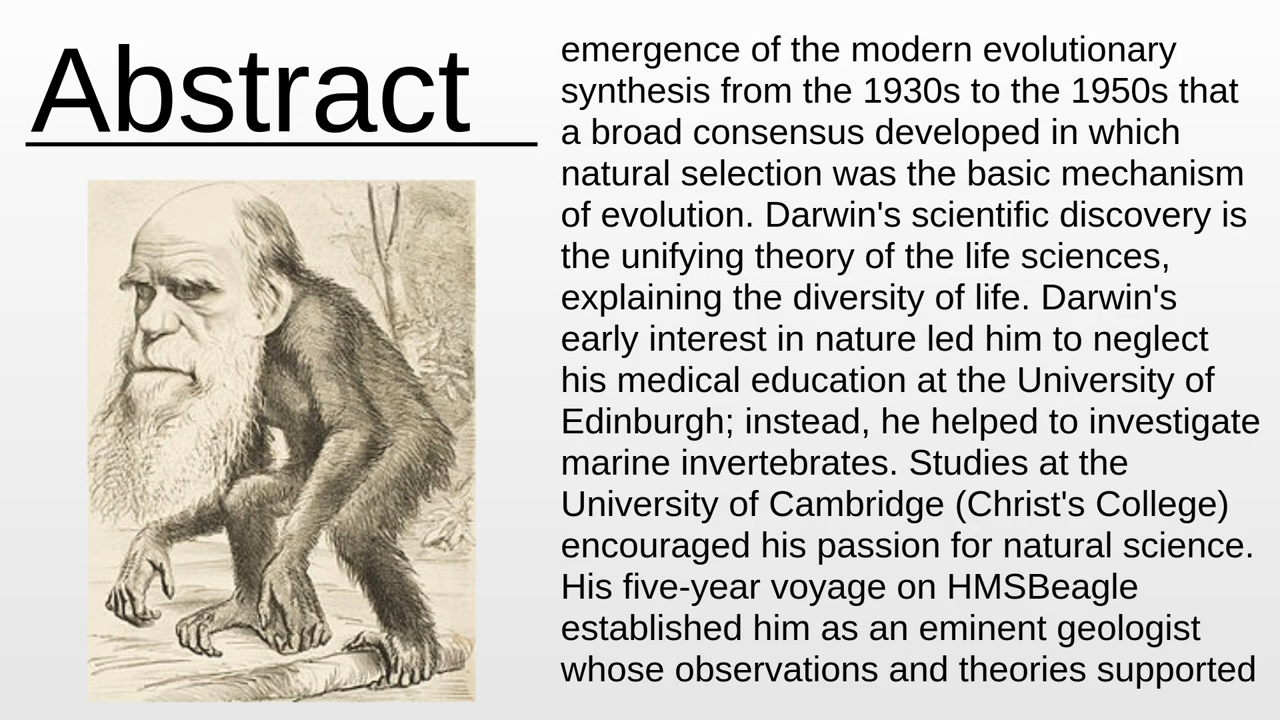 Abstract
emergence of the modern evolutionary
synthesis from the 1930s to the 1950s that
a broad consensus developed in which
natural selection was the basic mechanism
of evolution. Darwin's scientific discovery is
the unifying theory of the life sciences,
explaining the diversity of life. Darwin's
early interest in nature led him to neglect
his medical education at the University of
Edinburgh; instead, he helped to investigate
marine invertebrates. Studies at the
University of Cambridge (Christ's College)
encouraged his passion for natural science.
His five-year voyage on HMSBeagle
established him as an eminent geologist
whose observations and theories supported